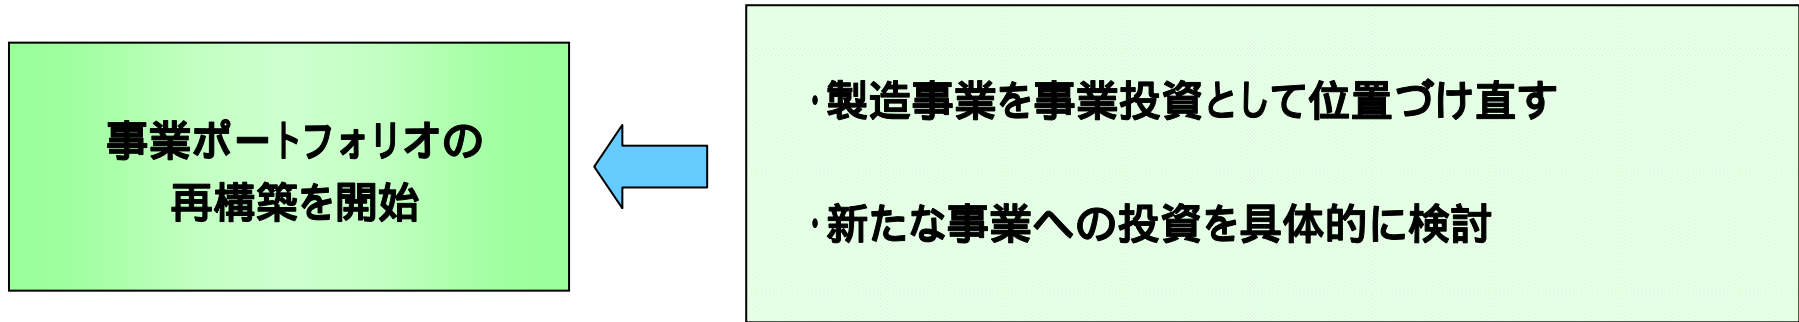 事業ポートフォリオの
再構築を開始
・製造事業を事業投資として位置づけ直す
・新たな事業への投資を具体的に検討